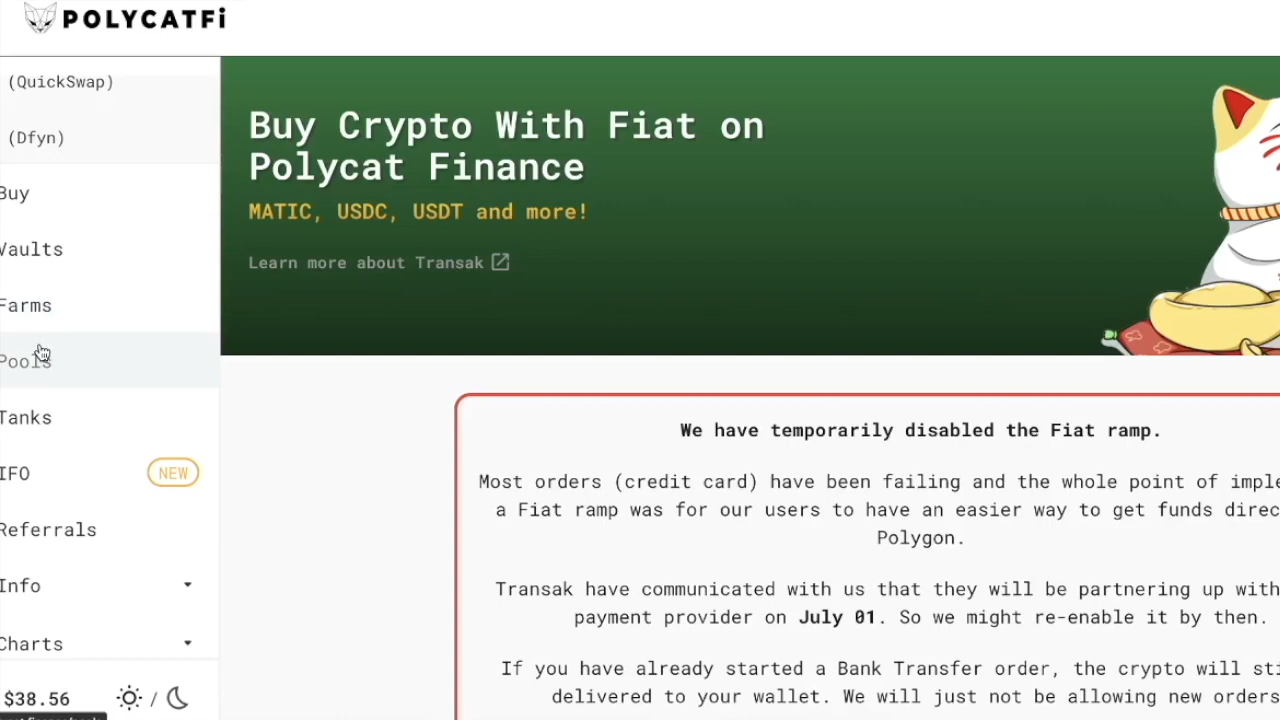 POLYCATFi
(QuickSwap)
(Dfyn)
Buy
Vaults
Farms
Pools
Tanks
IFO
NEW
Referrals
Info
Charts
$38.56
/
Buy Crypto With Fiat on
Polycat Finance
MATIC, USDC, USDT and more!
Learn more about Transak
We have temporarily disabled the Fiat ramp.
Most orders (credit card) have been failing and the whole point of imple
a Fiat ramp was for our users to have an easier way to get funds direc
Polygon.
Transak have communicated with us that they will be partnering up with
payment provider on July 01. So we might re-enable it by then.
If you have already started a Bank Transfer order, the crypto will sti
delivered to your wallet. We will just not be allowing new orders